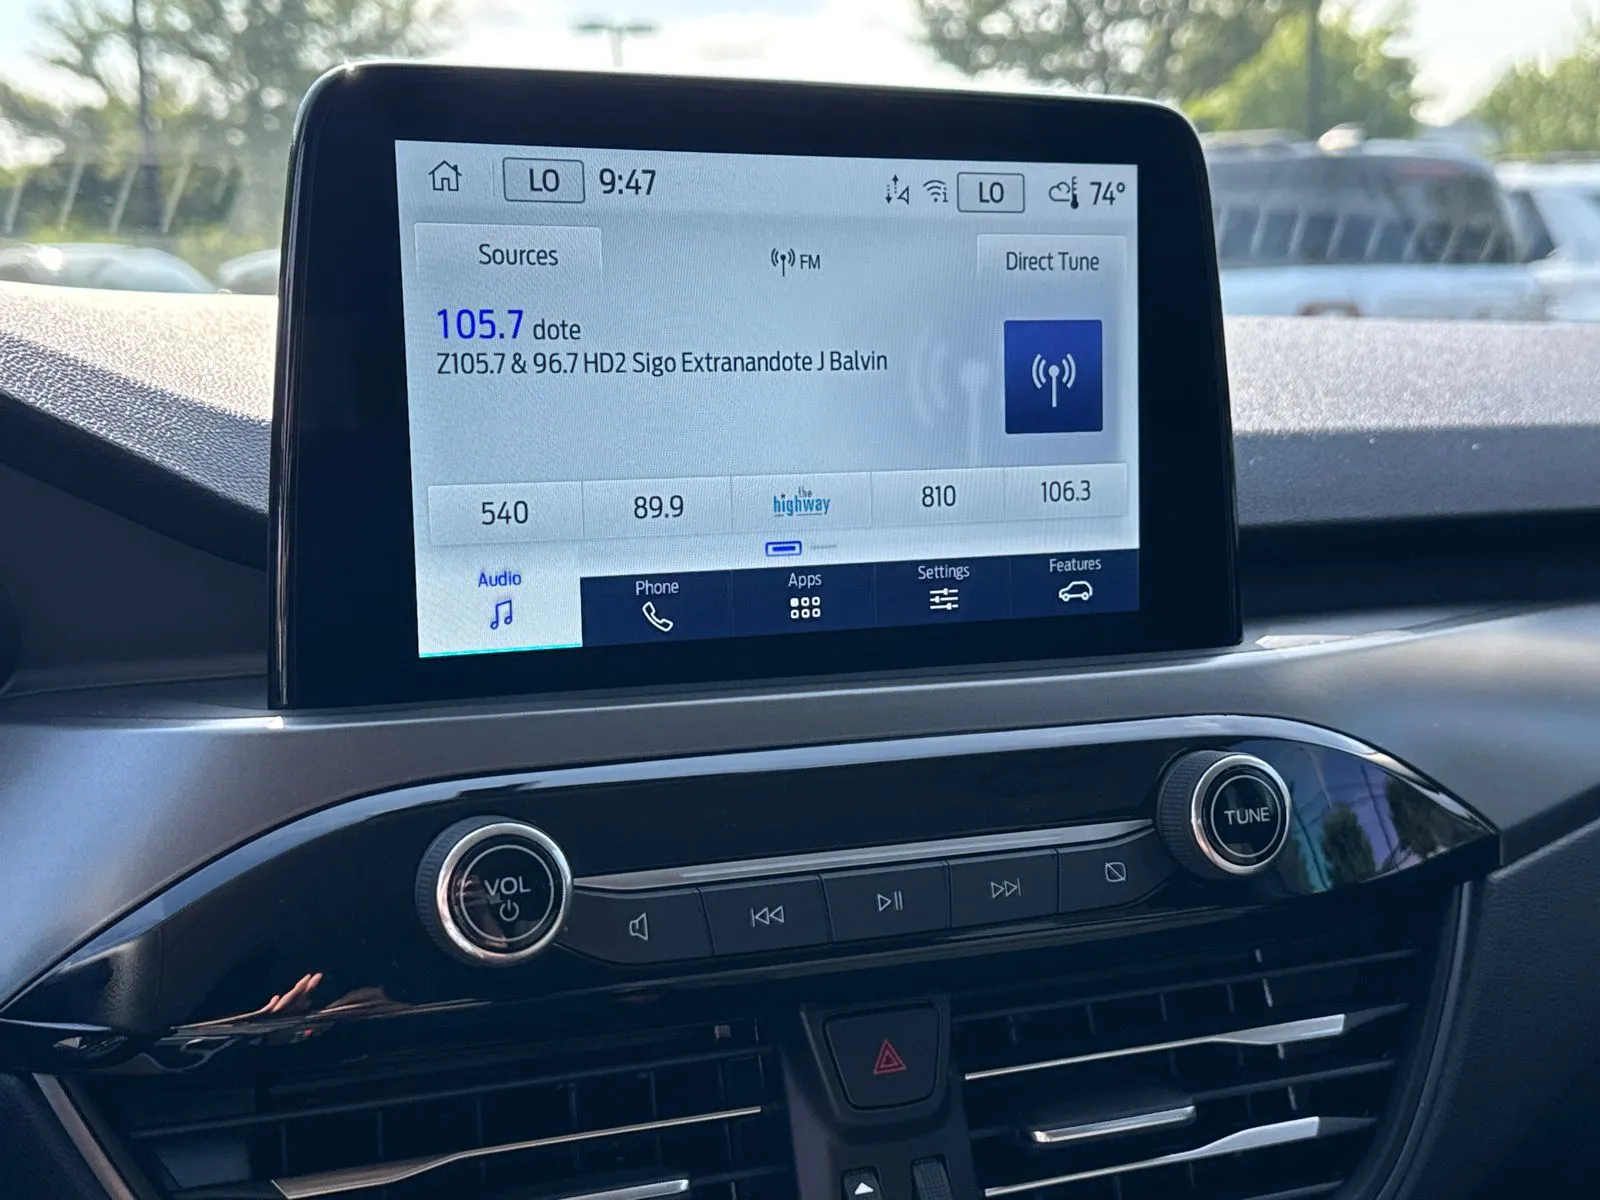 LO 9:47 LO 74°
Sources FM Direct Tune
105.7 dote
Z105.7 & 96.7 HD2 Sigo Extranandote J Balvin
540 89.9 the highway 810 106.3
Audio Phone Apps Settings Features
VOL
TUNE